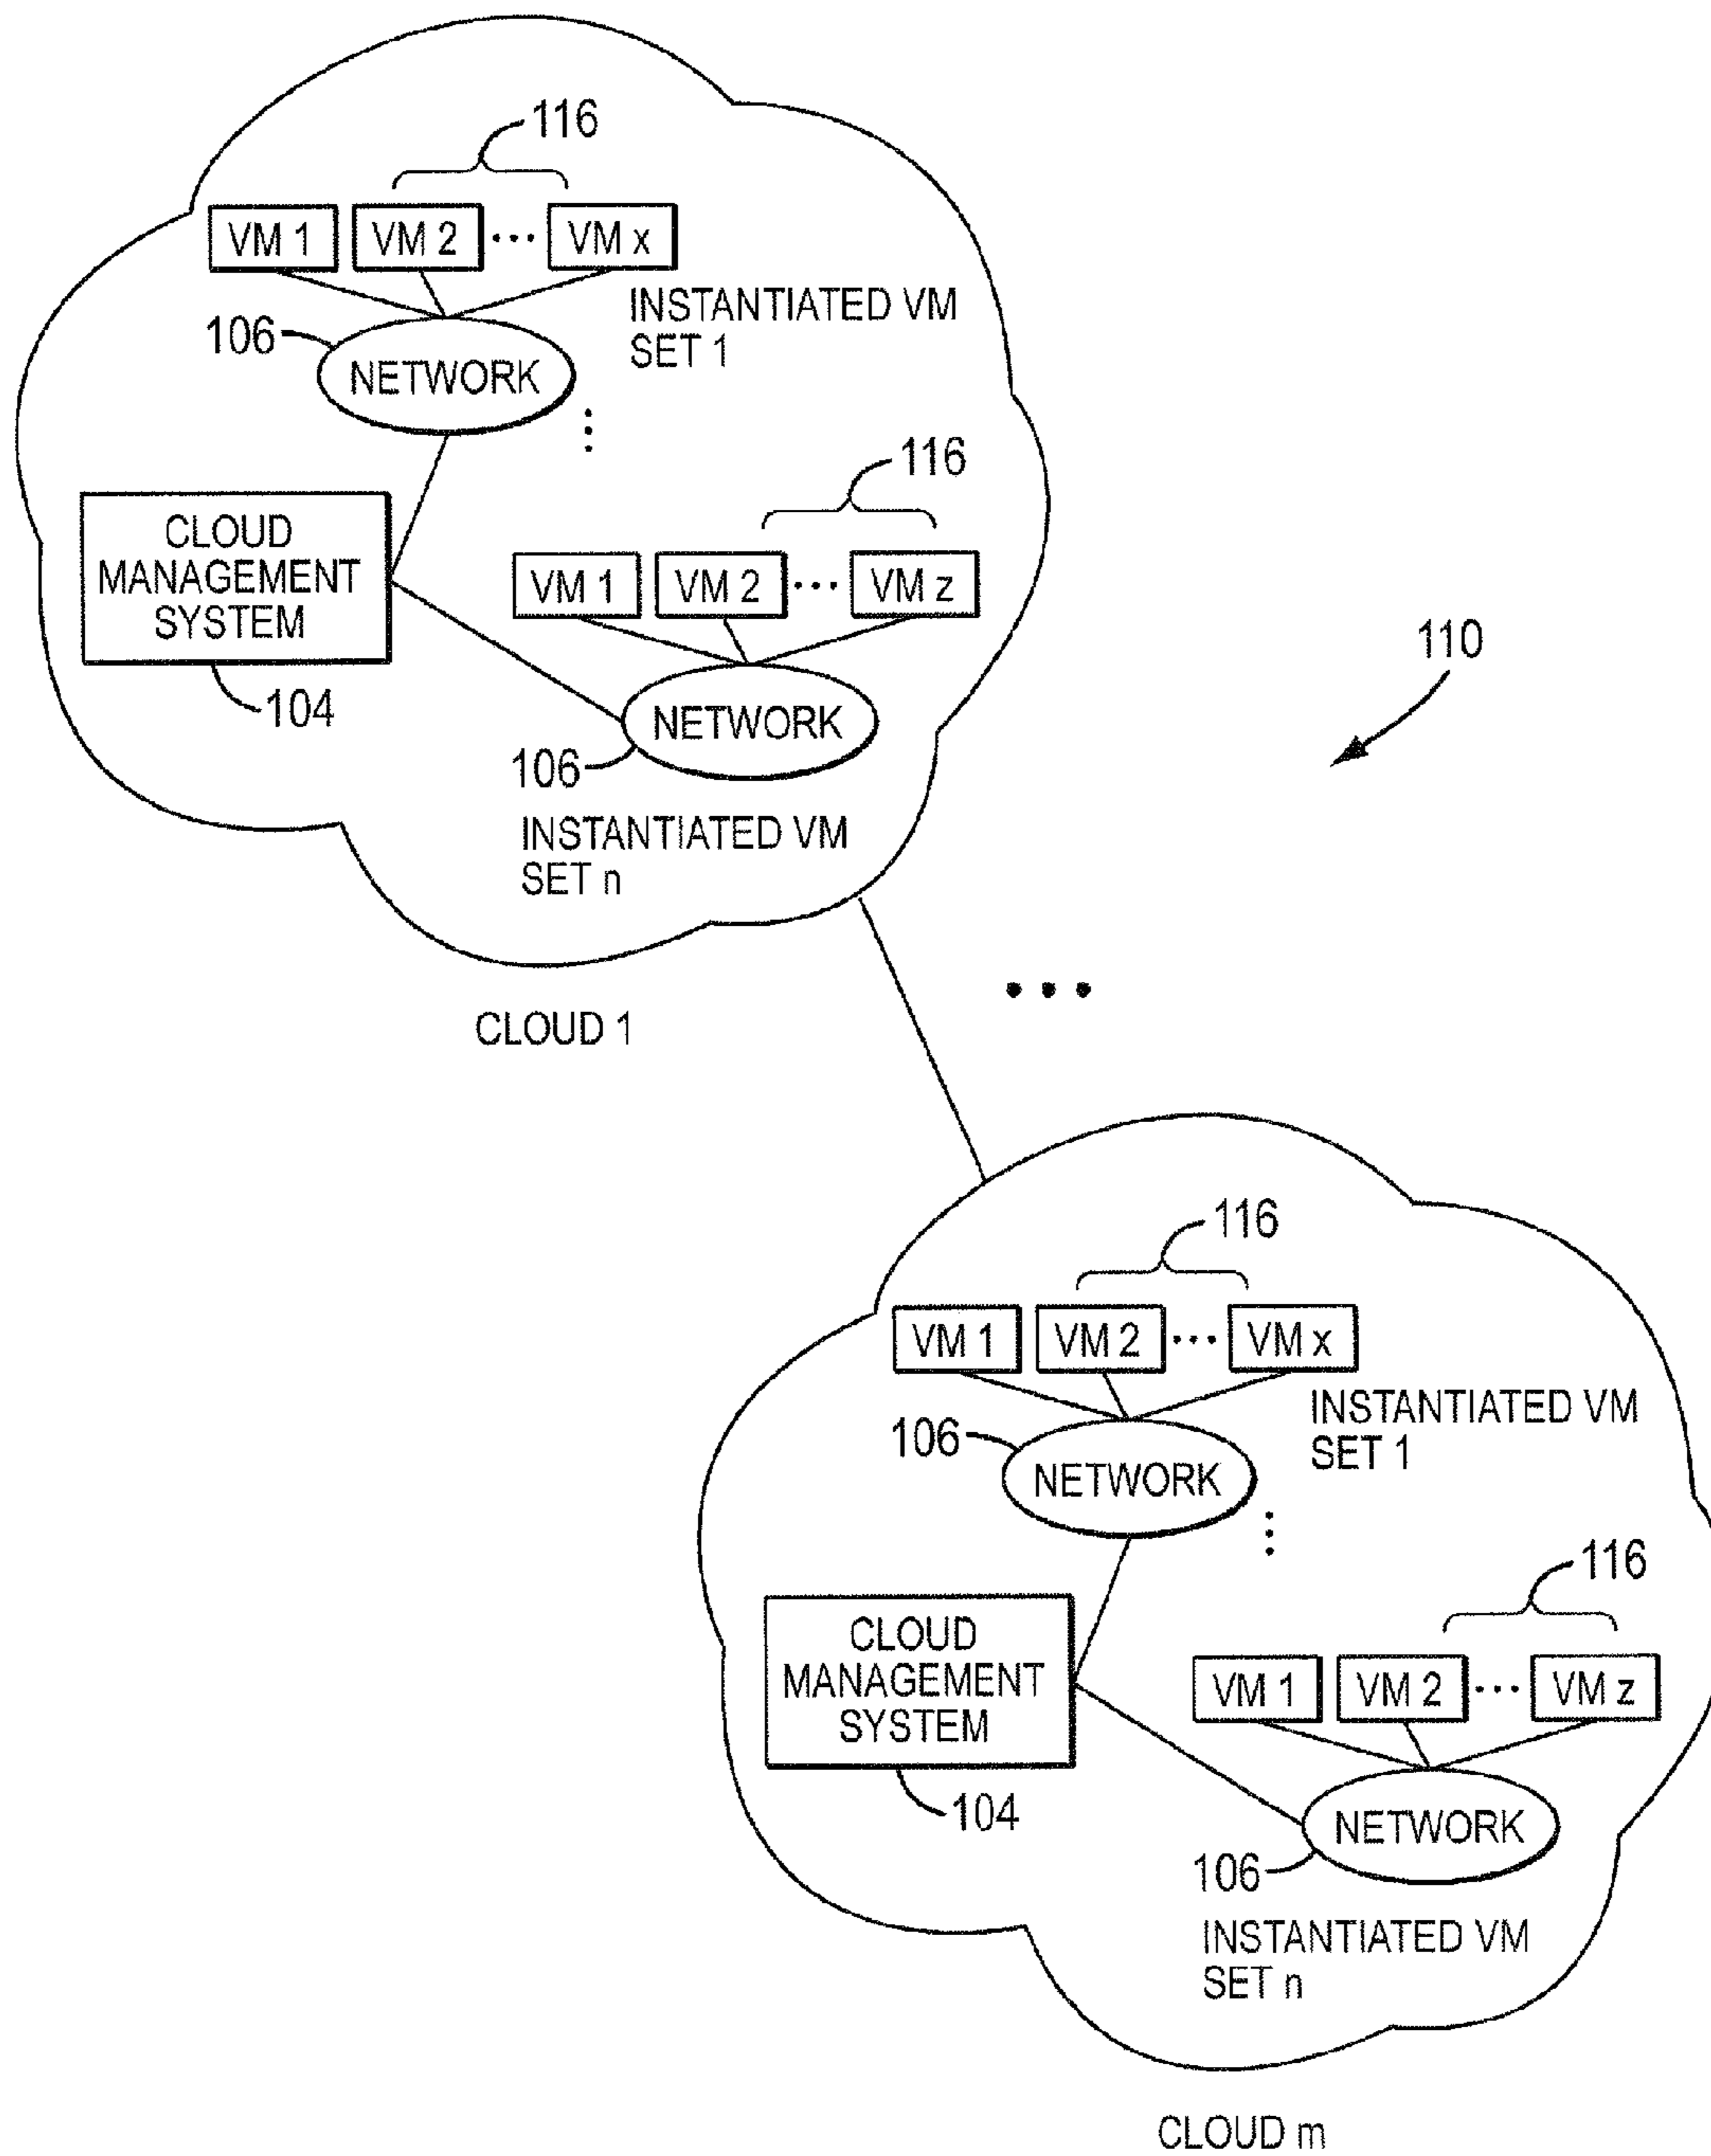 116
VM 1 VM 2 ... VM x
INSTANTIATED VM
SET 1
106
NETWORK
116
CLOUD
MANAGEMENT
SYSTEM
VM 1 VM 2 ... VM z
104
NETWORK
106
INSTANTIATED VM
SET n
110
CLOUD 1
116
VM 1 VM 2 ... VM x
INSTANTIATED VM
SET 1
106
NETWORK
116
CLOUD
MANAGEMENT
SYSTEM
VM 1 VM 2 ... VM z
104
NETWORK
106
INSTANTIATED VM
SET n
CLOUD m